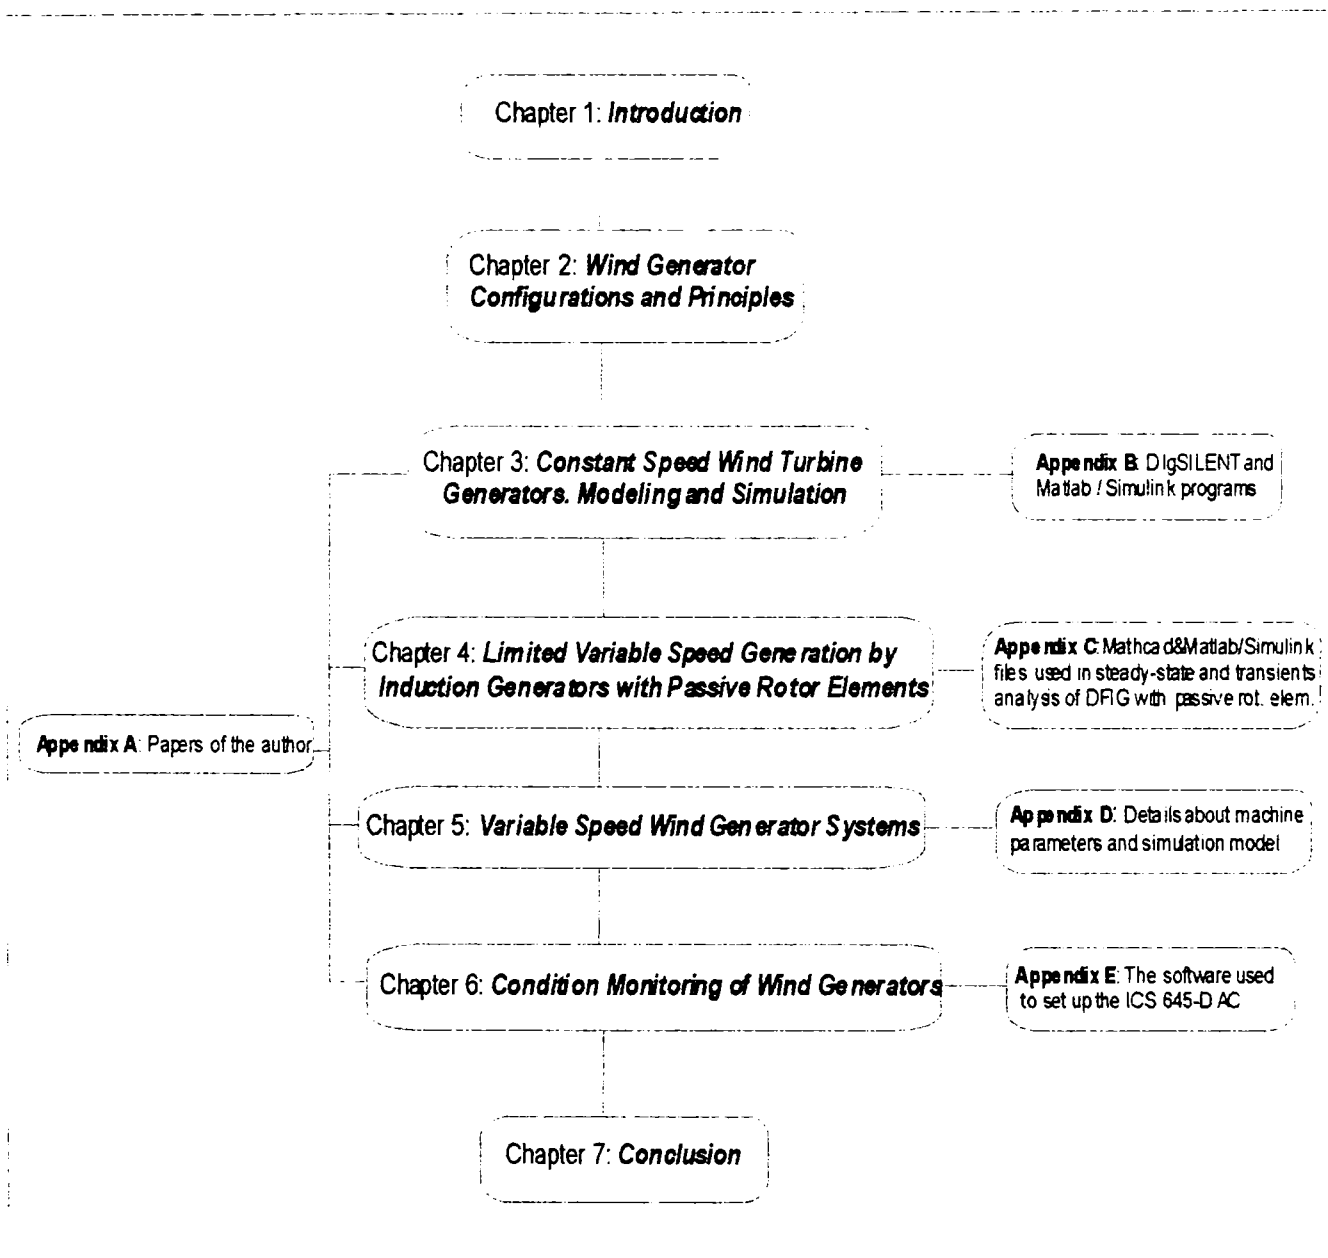 Chapter 1: Introduction
Chapter 2: Wind Generator
Configurations and Principles
Chapter 3: Constant Speed Wind Turbine
Generators. Modeling and Simulation
Appendix B: DIgSILENT and
Matlab / Simulink programs
Chapter 4: Limited Variable Speed Generation by
Induction Generators with Passive Rotor Elements
Appendix C: Mathcad&Matlab/Simulink
files used in steady-state and transients
analysis of DFIG with passive rot. elem.
Appendix A: Papers of the author
Chapter 5: Variable Speed Wind Generator Systems
Appendix D: Details about machine
parameters and simulation model
Chapter 6: Condition Monitoring of Wind Generators
Appendix E: The software used
to set up the ICS 645-DAC
Chapter 7: Conclusion